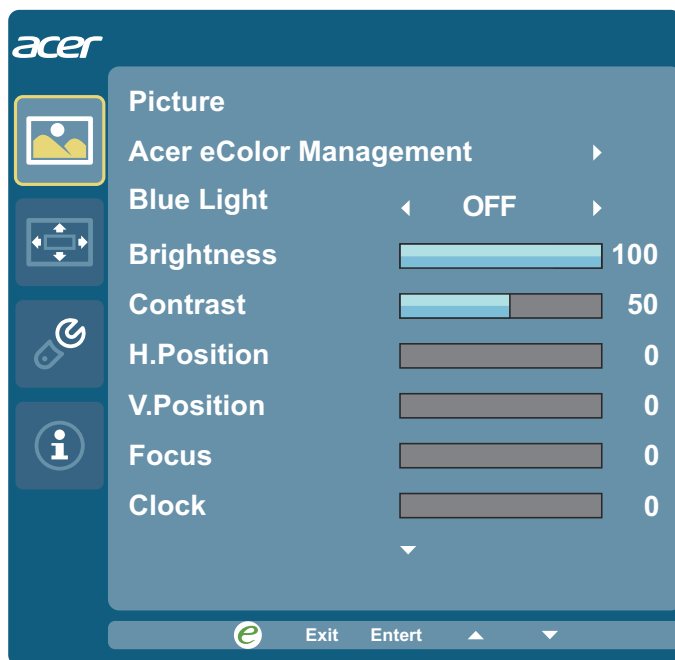 acer
Picture
Acer eColor Management
Blue Light OFF
Brightness 100
Contrast 50
H.Position 0
V.Position 0
Focus 0
Clock 0
e Exit Entert